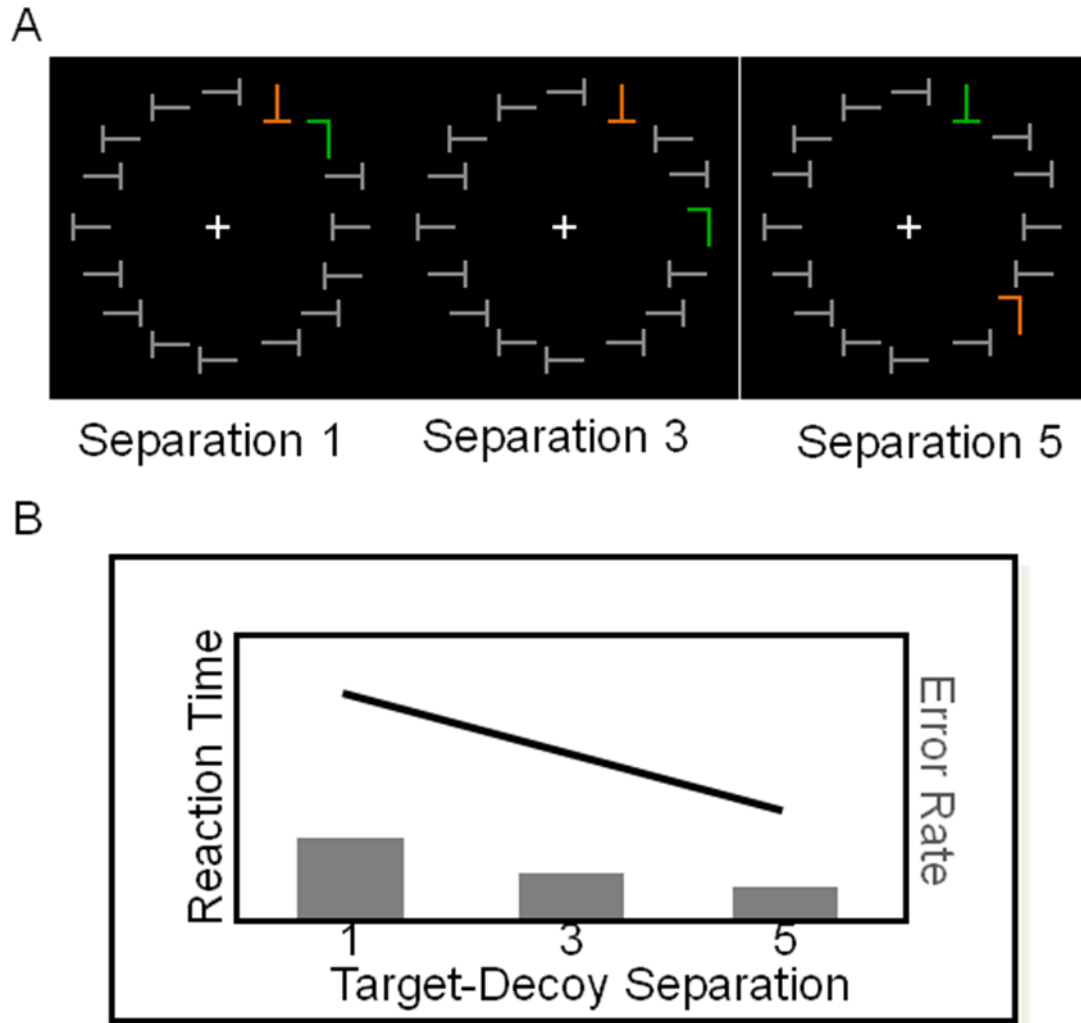 A
Separation 1
Separation 3
Separation 5
B
Reaction Time
Error Rate
1 3 5
Target-Decoy Separation